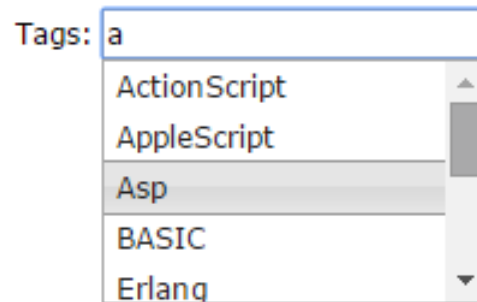 Tags: a
ActionScript
AppleScript
Asp
BASIC
Erlang